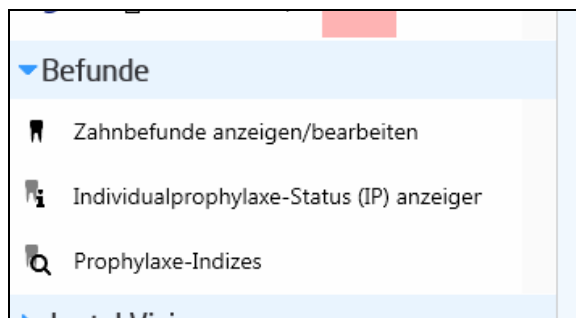 Befunde
Zahnbefunde anzeigen/bearbeiten
Individualprophylaxe-Status (IP) anzeiger
Prophylaxe-Indizes